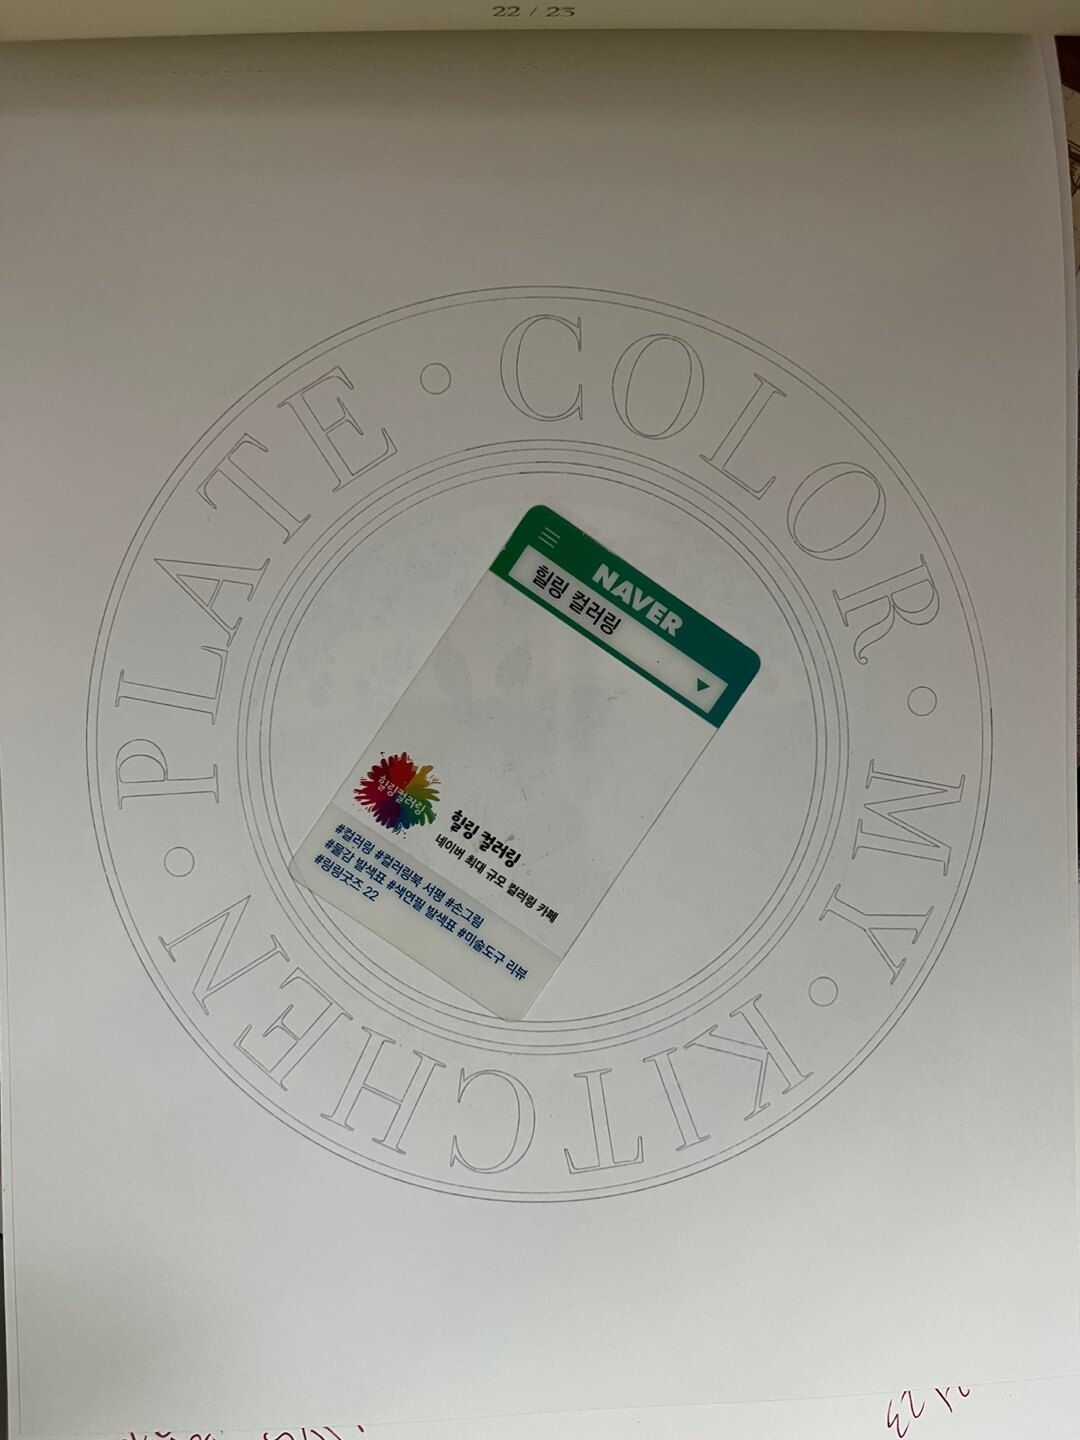 22 / 23
COLOR • MY • KITCHEN • PLATE •
NAVER
힐링 컬러링
힐링컬러링
힐링 컬러링
네이버 최대 규모 컬러링 카페
#컬러링 #컬러링북 서평 #손그림
#물감 발색표 #색연필 발색표 #미술도구 리뷰
#링링굿즈 22